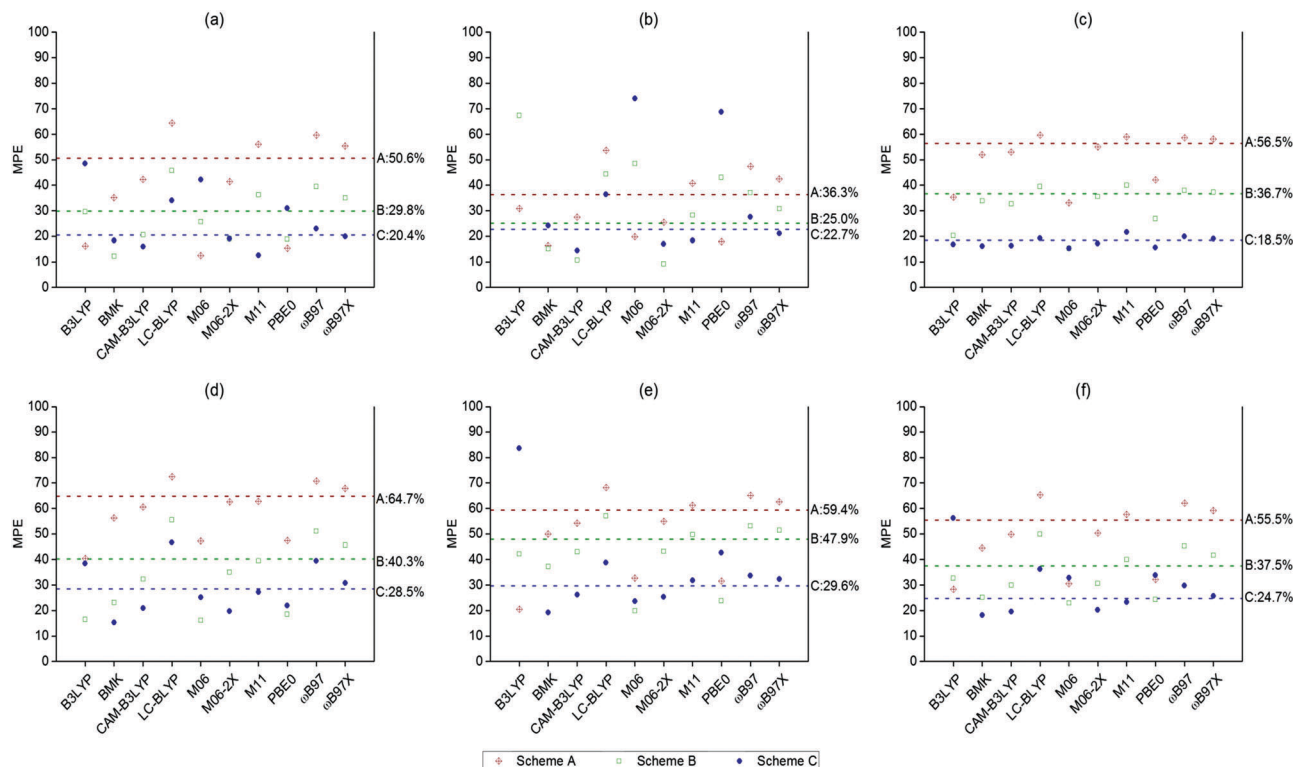 (a)
MPE
100
90
80
70
60
50
40
30
20
10
0
A:50.6%
B:29.8%
C:20.4%
B3LYP
BMK
CAM-B3LYP
LC-BLYP
M06
M06-2X
M11
PBE0
ωB97
ωB97X
(b)
MPE
100
90
80
70
60
50
40
30
20
10
0
A:36.3%
B:25.0%
C:22.7%
B3LYP
BMK
CAM-B3LYP
LC-BLYP
M06
M06-2X
M11
PBE0
ωB97
ωB97X
(c)
MPE
100
90
80
70
60
50
40
30
20
10
0
A:56.5%
B:36.7%
C:18.5%
B3LYP
BMK
CAM-B3LYP
LC-BLYP
M06
M06-2X
M11
PBE0
ωB97
ωB97X
(d)
MPE
100
90
80
70
60
50
40
30
20
10
0
A:64.7%
B:40.3%
C:28.5%
B3LYP
BMK
CAM-B3LYP
LC-BLYP
M06
M06-2X
M11
PBE0
ωB97
ωB97X
(e)
MPE
100
90
80
70
60
50
40
30
20
10
0
A:59.4%
B:47.9%
C:29.6%
B3LYP
BMK
CAM-B3LYP
LC-BLYP
M06
M06-2X
M11
PBE0
ωB97
ωB97X
(f)
MPE
100
90
80
70
60
50
40
30
20
10
0
A:55.5%
B:37.5%
C:24.7%
B3LYP
BMK
CAM-B3LYP
LC-BLYP
M06
M06-2X
M11
PBE0
ωB97
ωB97X
Scheme A Scheme B Scheme C